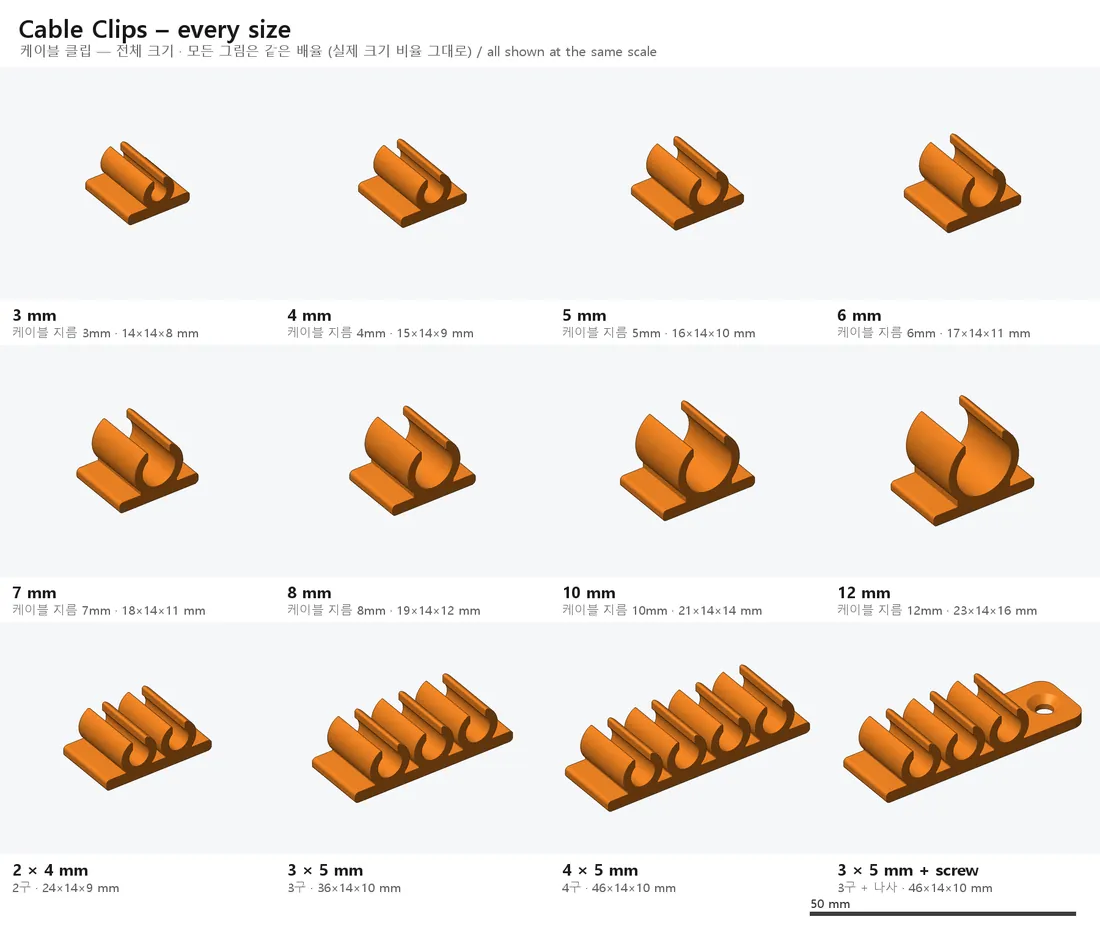 Cable Clips – every size
케이블 클립 — 전체 크기 · 모든 그림은 같은 배율 (실제 크기 비율 그대로) / all shown at the same scale
3 mm
케이블 지름 3mm · 14×14×8 mm
4 mm
케이블 지름 4mm · 15×14×9 mm
5 mm
케이블 지름 5mm · 16×14×10 mm
6 mm
케이블 지름 6mm · 17×14×11 mm
7 mm
케이블 지름 7mm · 18×14×11 mm
8 mm
케이블 지름 8mm · 19×14×12 mm
10 mm
케이블 지름 10mm · 21×14×14 mm
12 mm
케이블 지름 12mm · 23×14×16 mm
2 × 4 mm
2구 · 24×14×9 mm
3 × 5 mm
3구 · 36×14×10 mm
4 × 5 mm
4구 · 46×14×10 mm
3 × 5 mm + screw
3구 + 나사 · 46×14×10 mm
50 mm